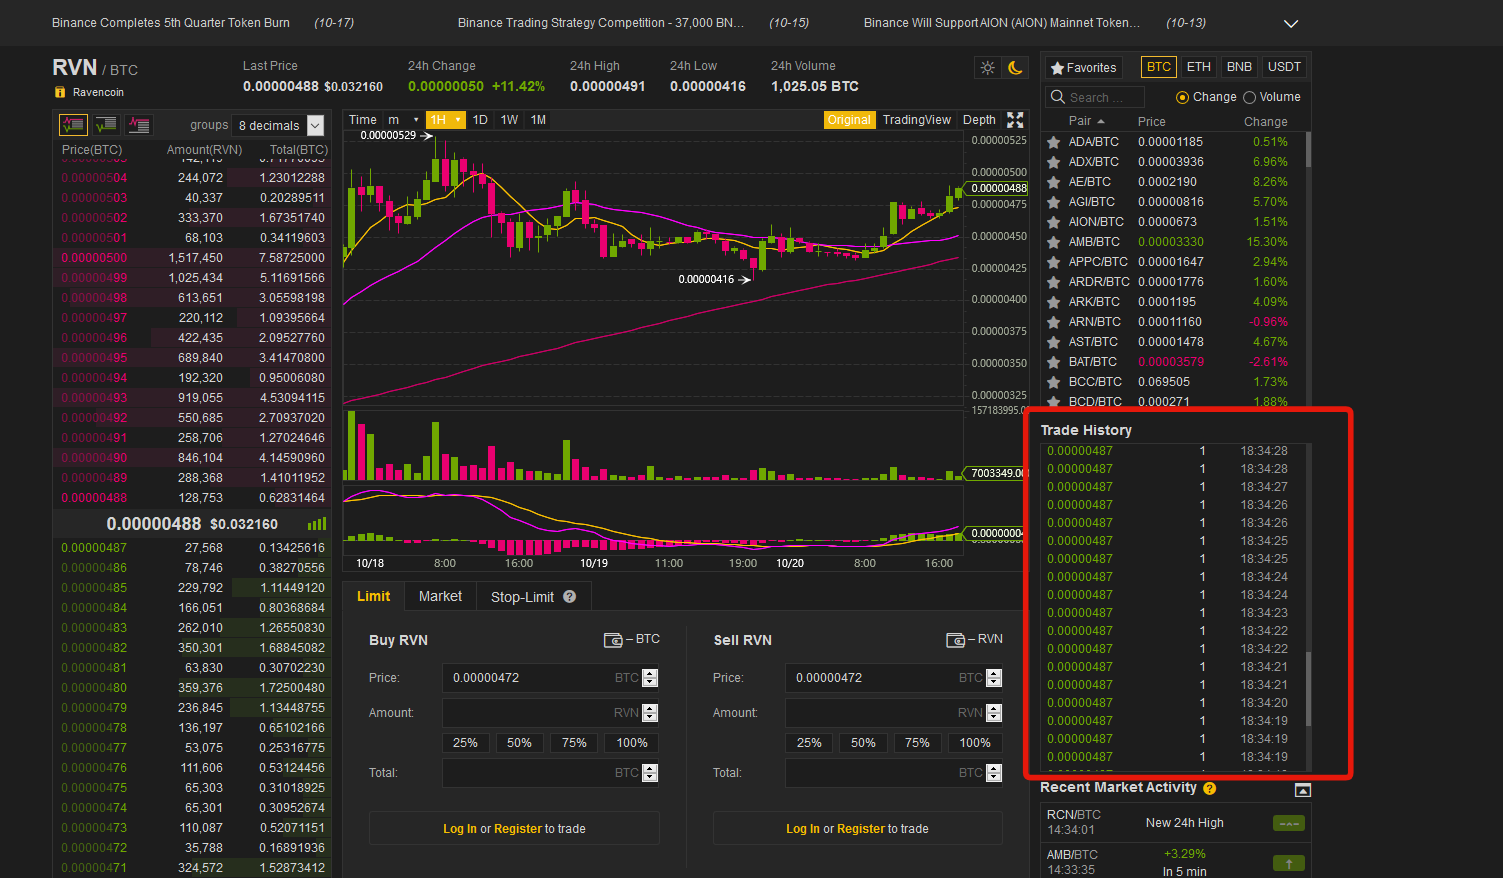 Binance Completes 5th Quarter Token Burn (10-17) Binance Trading Strategy Competition - 37,000 BN... (10-15) Binance Will Support AION (AION) Mainnet Token... (10-13)
RVN / BTC
Ravencoin
Last Price
0.00000488 $0.032160
24h Change
0.00000050 +11.42%
24h High
0.00000491
24h Low
0.00000416
24h Volume
1,025.05 BTC
groups 8 decimals
Price(BTC) Amount(RVN) Total(BTC)
0.00000504 244,072 1.23012288
0.00000503 40,337 0.20289511
0.00000502 333,370 1.67351740
0.00000501 68,103 0.34119603
0.00000500 1,517,450 7.58725000
0.00000499 1,025,434 5.11691566
0.00000498 613,651 3.05598198
0.00000497 220,112 1.09395664
0.00000496 422,435 2.09527760
0.00000495 689,840 3.41470800
0.00000494 192,320 0.95006080
0.00000493 919,055 4.53094115
0.00000492 550,685 2.70937020
0.00000491 258,706 1.27024646
0.00000490 846,104 4.14590960
0.00000489 288,368 1.41011952
0.00000488 128,753 0.62831464
0.00000488 $0.032160
0.00000487 27,568 0.13425616
0.00000486 78,746 0.38270556
0.00000485 229,792 1.11449120
0.00000484 166,051 0.80368684
0.00000483 262,010 1.26550830
0.00000482 350,301 1.68845082
0.00000481 63,830 0.30702230
0.00000480 359,376 1.72500480
0.00000479 236,845 1.13448755
0.00000478 136,197 0.65102166
0.00000477 53,075 0.25316775
0.00000476 111,606 0.53124456
0.00000475 65,303 0.31018925
0.00000474 65,301 0.30952674
0.00000473 110,087 0.52071151
0.00000472 35,788 0.16891936
0.00000471 324,572 1.52873412
Time m 1H 1D 1W 1M Original TradingView Depth
0.00000529
0.00000416
0.00000525
0.00000500
0.00000488
0.00000475
0.00000450
0.00000425
0.00000400
0.00000375
0.00000350
0.00000325
157183995.0
7003349.00
10/18 8:00 16:00 10/19 11:00 19:00 10/20 8:00 16:00
Limit Market Stop-Limit ?
Buy RVN – BTC
Price: 0.00000472 BTC
Amount: RVN
25% 50% 75% 100%
Total: BTC
Log In or Register to trade
Sell RVN – RVN
Price: 0.00000472 BTC
Amount: RVN
25% 50% 75% 100%
Total: BTC
Log In or Register to trade
Favorites BTC ETH BNB USDT
Search ... Change Volume
Pair Price Change
ADA/BTC 0.00001185 0.51%
ADX/BTC 0.00003936 6.96%
AE/BTC 0.0002190 8.26%
AGI/BTC 0.00000816 5.70%
AION/BTC 0.0000673 1.51%
AMB/BTC 0.00003330 15.30%
APPC/BTC 0.00001647 2.94%
ARDR/BTC 0.00001776 1.60%
ARK/BTC 0.0001195 4.09%
ARN/BTC 0.00011160 -0.96%
AST/BTC 0.00001478 4.67%
BAT/BTC 0.00003579 -2.61%
BCC/BTC 0.069505 1.73%
BCD/BTC 0.000271 1.88%
Trade History
0.00000487 1 18:34:28
0.00000487 1 18:34:28
0.00000487 1 18:34:27
0.00000487 1 18:34:26
0.00000487 1 18:34:26
0.00000487 1 18:34:25
0.00000487 1 18:34:25
0.00000487 1 18:34:24
0.00000487 1 18:34:24
0.00000487 1 18:34:23
0.00000487 1 18:34:22
0.00000487 1 18:34:22
0.00000487 1 18:34:21
0.00000487 1 18:34:21
0.00000487 1 18:34:20
0.00000487 1 18:34:19
0.00000487 1 18:34:19
0.00000487 1 18:34:19
Recent Market Activity ?
RCN/BTC
14:34:01
New 24h High
AMB/BTC
14:33:35
+3.29%
In 5 min